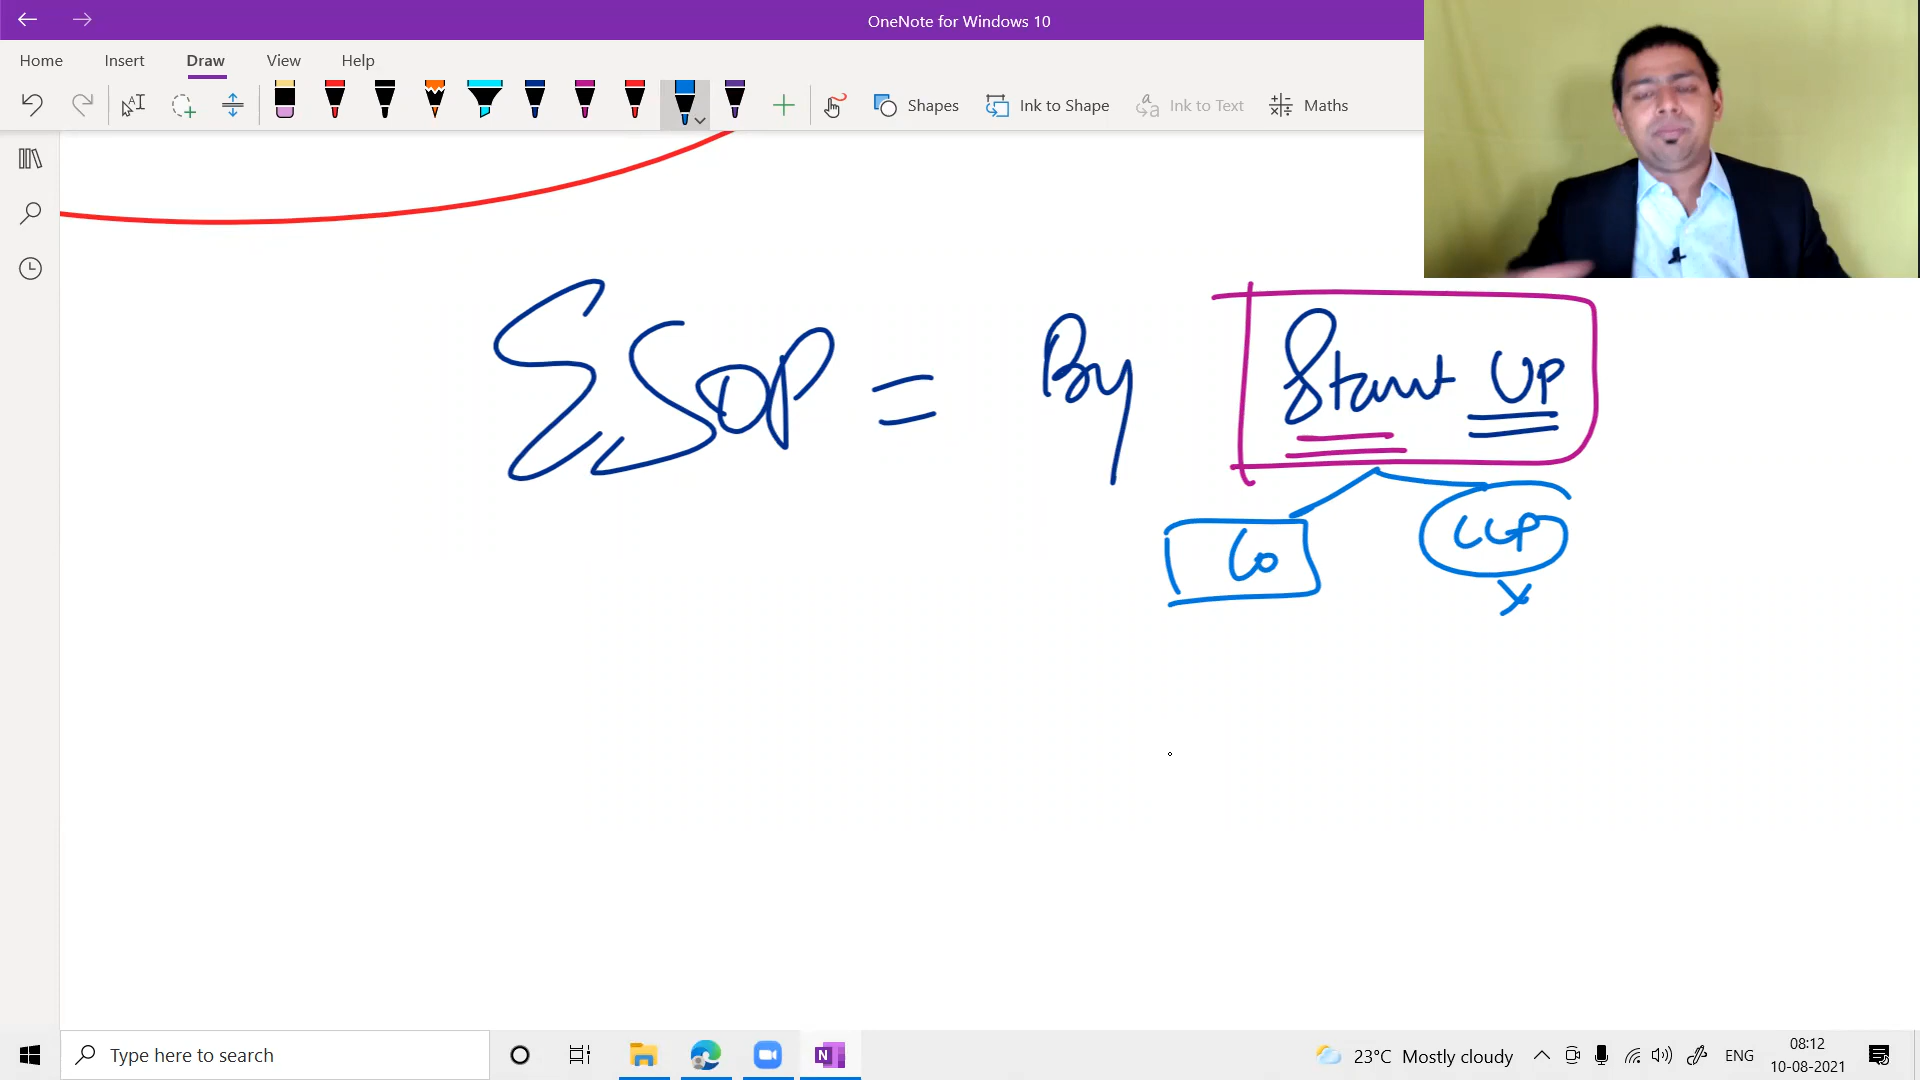 OneNote for Windows 10
Home Insert Draw View Help
Shapes Ink to Shape Ink to Text Maths
ESOP = By Start UP
Co LLP
x
Type here to search
N
23°C Mostly cloudy ENG 08:12
10-08-2021